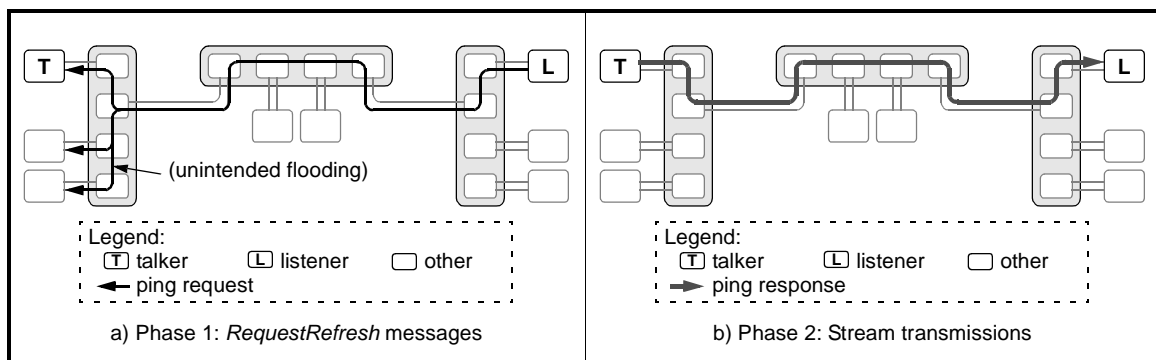 T
L
(unintended flooding)
Legend:
T talker L listener other
ping request
a) Phase 1: RequestRefresh messages
T
L
Legend:
T talker L listener other
ping response
b) Phase 2: Stream transmissions